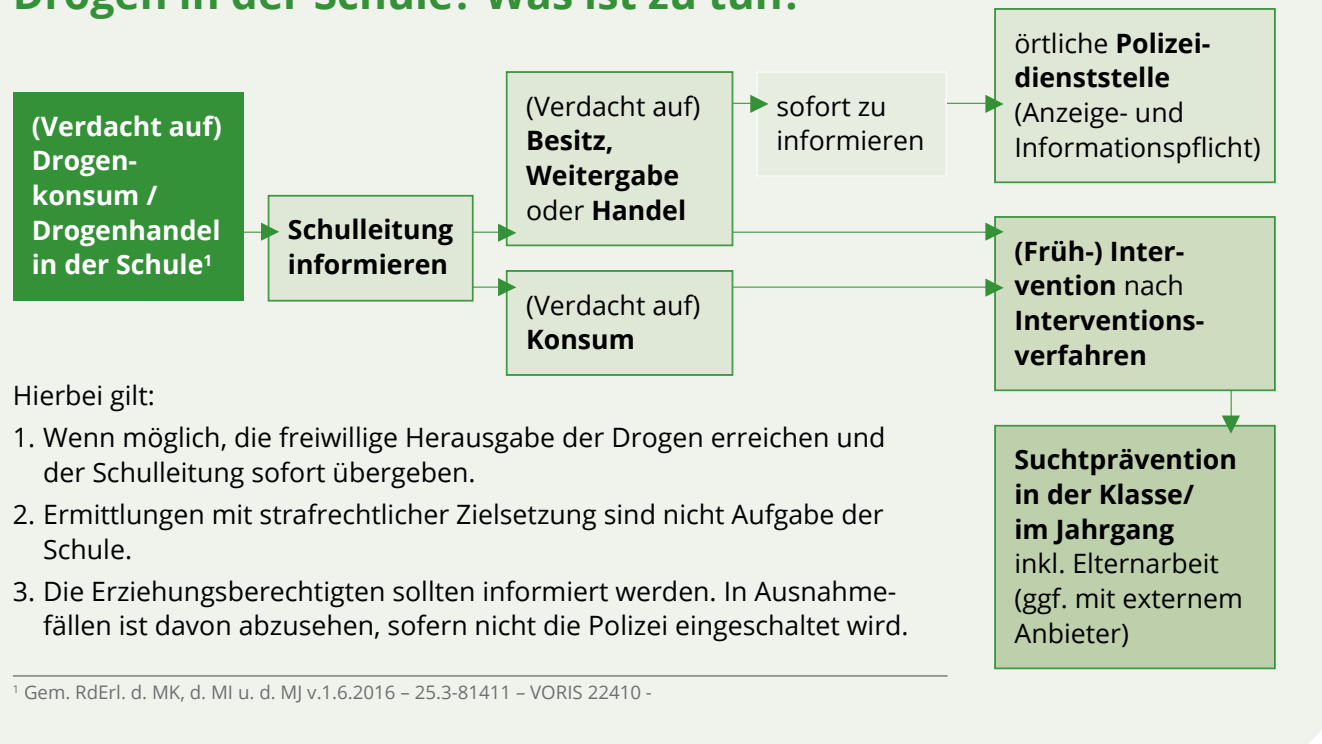 Drogen in der Schule? Was ist zu tun?
(Verdacht auf)
Drogen-
konsum /
Drogenhandel
in der Schule¹
Schulleitung
informieren
(Verdacht auf)
Besitz,
Weitergabe
oder Handel
sofort zu
informieren
örtliche Polizei-
dienststelle
(Anzeige- und
Informationspflicht)
(Verdacht auf)
Konsum
(Früh-) Inter-
vention nach
Interventions-
verfahren
Suchtprävention
in der Klasse/
im Jahrgang
inkl. Elternarbeit
(ggf. mit externem
Anbieter)
Hierbei gilt:
1. Wenn möglich, die freiwillige Herausgabe der Drogen erreichen und
der Schulleitung sofort übergeben.
2. Ermittlungen mit strafrechtlicher Zielsetzung sind nicht Aufgabe der
Schule.
3. Die Erziehungsberechtigten sollten informiert werden. In Ausnahme-
fällen ist davon abzusehen, sofern nicht die Polizei eingeschaltet wird.
¹ Gem. RdErl. d. MK, d. MI u. d. MJ v.1.6.2016 – 25.3-81411 – VORIS 22410 -